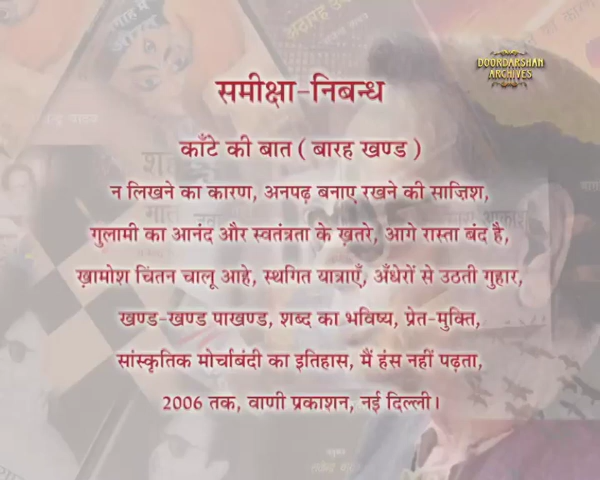 DOORDARSHAN
ARCHIVES
समीक्षा-निबन्ध
काँटे की बात ( बारह खण्ड )
न लिखने का कारण, अनपढ़ बनाए रखने की साज़िश,
गुलामी का आनंद और स्वतंत्रता के ख़तरे, आगे रास्ता बंद है,
ख़ामोश चिंतन चालू आहे, स्थगित यात्राएँ, अँधेरों से उठती गुहार,
खण्ड-खण्ड पाखण्ड, शब्द का भविष्य, प्रेत-मुक्ति,
सांस्कृतिक मोर्चाबंदी का इतिहास, मैं हंस नहीं पढ़ता,
2006 तक, वाणी प्रकाशन, नई दिल्ली।